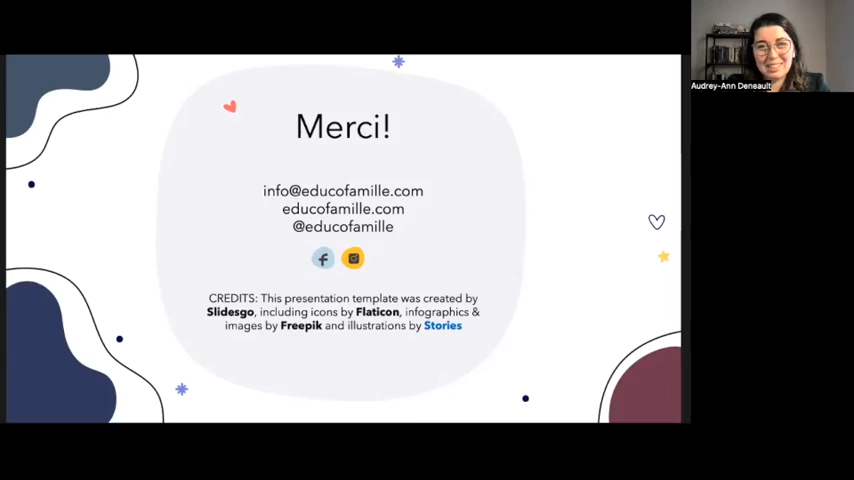 Merci!
info@educofamille.com
educofamille.com
@educofamille
CREDITS: This presentation template was created by
Slidesgo, including icons by Flaticon, infographics &
images by Freepik and illustrations by Stories
Audrey-Ann Deneault